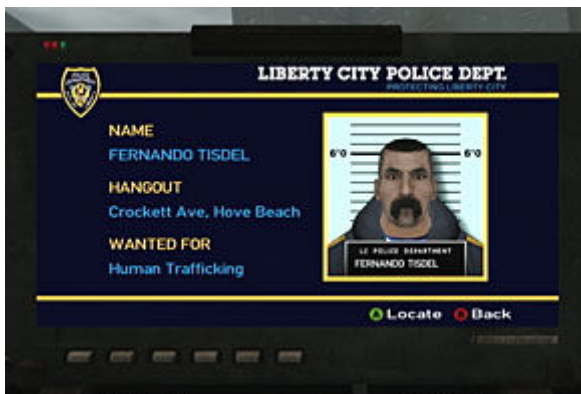 LIBERTY CITY POLICE DEPT.
PROTECTING LIBERTY CITY
NAME
FERNANDO TISDEL
HANGOUT
Crockett Ave, Hove Beach
WANTED FOR
Human Trafficking
6'0 6'0
LC POLICE DEPARTMENT
FERNANDO TISDEL
A Locate B Back